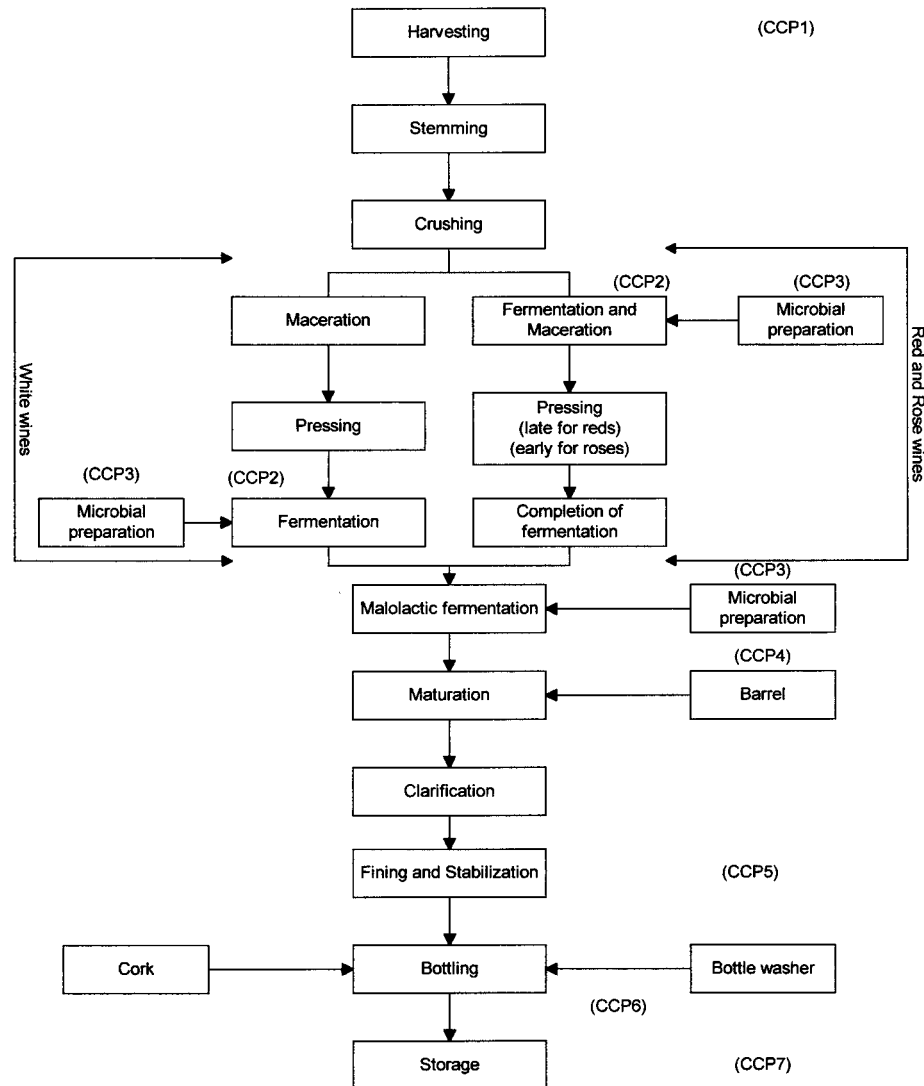 Harvesting
(CCP1)
Stemming
Crushing
(CCP2)
(CCP3)
Maceration
Fermentation and
Maceration
Microbial
preparation
White wines
Red and Rose wines
Pressing
Pressing
(late for reds)
(early for roses)
(CCP3)
(CCP2)
Microbial
preparation
Fermentation
Completion of
fermentation
(CCP3)
Malolactic fermentation
Microbial
preparation
(CCP4)
Maturation
Barrel
Clarification
Fining and Stabilization
(CCP5)
Cork
Bottling
Bottle washer
(CCP6)
Storage
(CCP7)